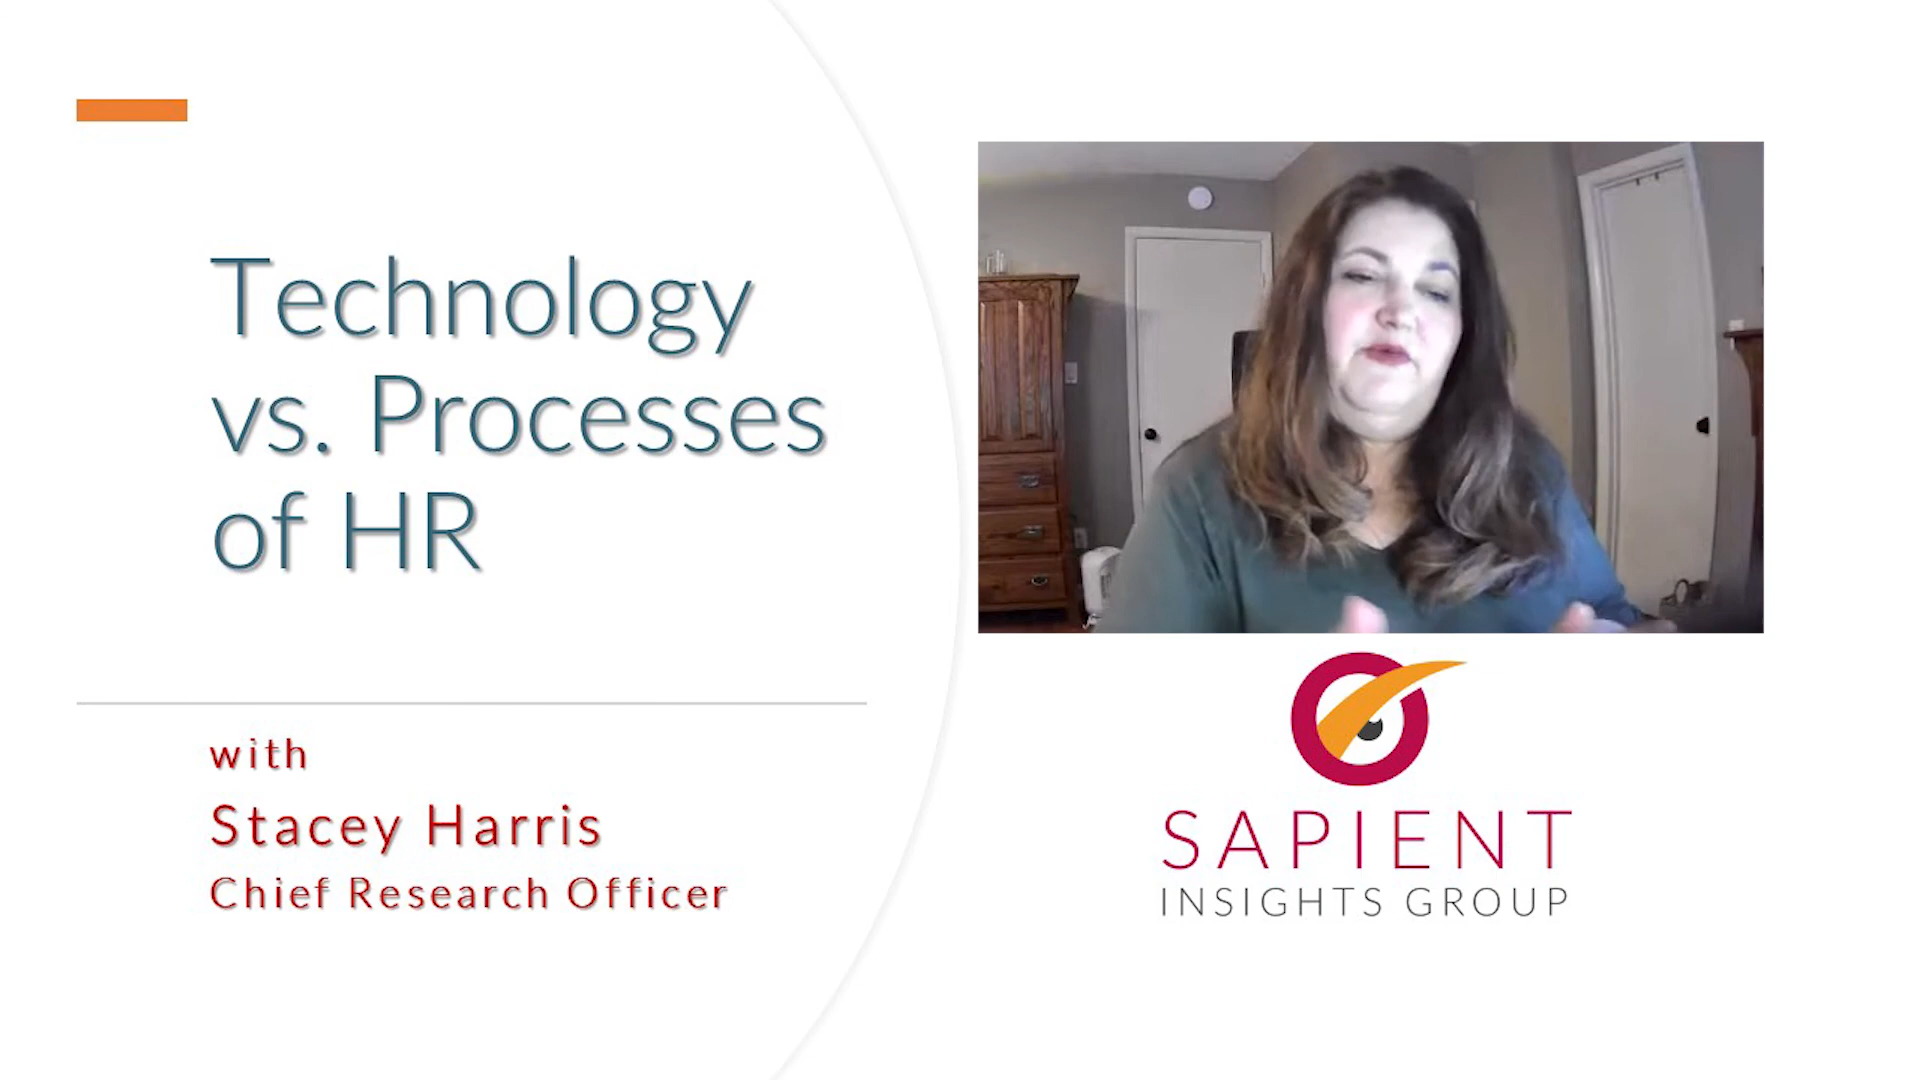 Technology
vs. Processes
of HR
with
Stacey Harris
Chief Research Officer
SAPIENT
INSIGHTS GROUP